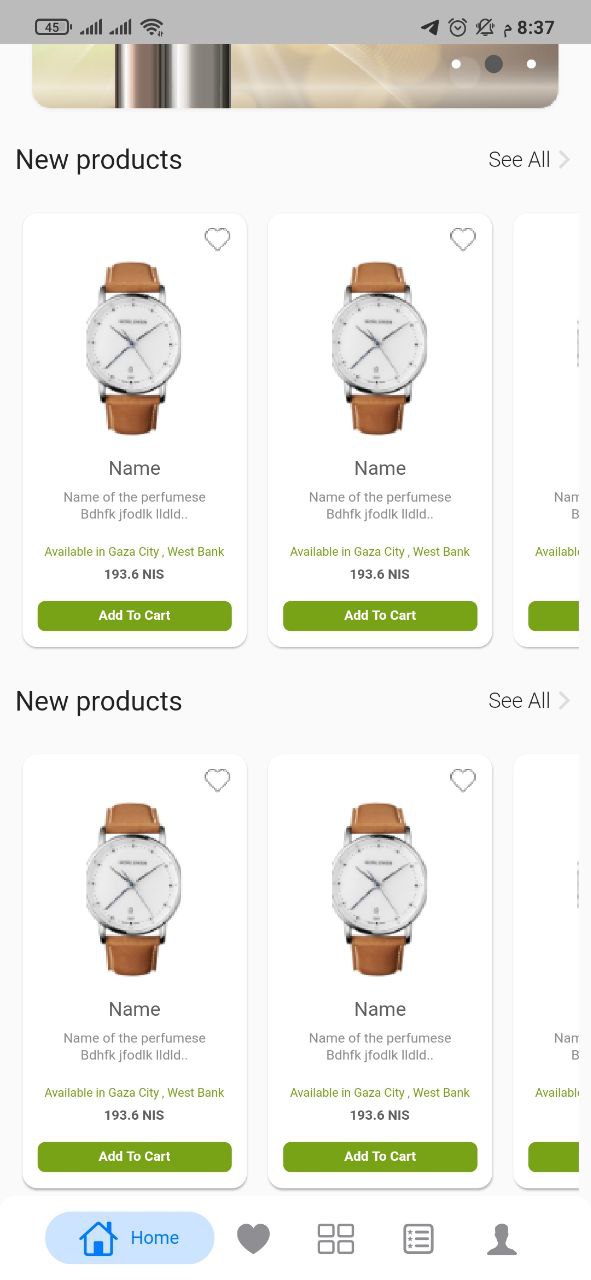 45
م 8:37
New products
See All
Name
Name
Name of the perfumese
Bdhfk jfodlk lldld..
Name of the perfumese
Bdhfk jfodlk lldld..
Nam
B
Available in Gaza City , West Bank
Available in Gaza City , West Bank
Availabl
193.6 NIS
193.6 NIS
Add To Cart
Add To Cart
New products
See All
Name
Name
Name of the perfumese
Bdhfk jfodlk lldld..
Name of the perfumese
Bdhfk jfodlk lldld..
Nam
B
Available in Gaza City , West Bank
Available in Gaza City , West Bank
Availabl
193.6 NIS
193.6 NIS
Add To Cart
Add To Cart
Home